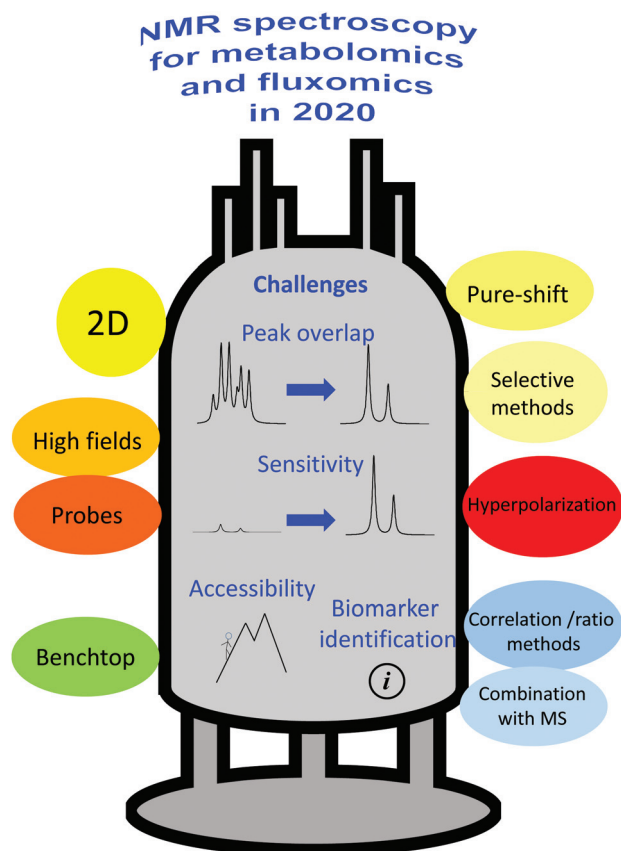 NMR spectroscopy
for metabolomics
and fluxomics
in 2020
Challenges
Peak overlap
Sensitivity
Accessibility
Biomarker
identification
i
2D
High fields
Probes
Benchtop
Pure-shift
Selective
methods
Hyperpolarization
Correlation /ratio
methods
Combination
with MS